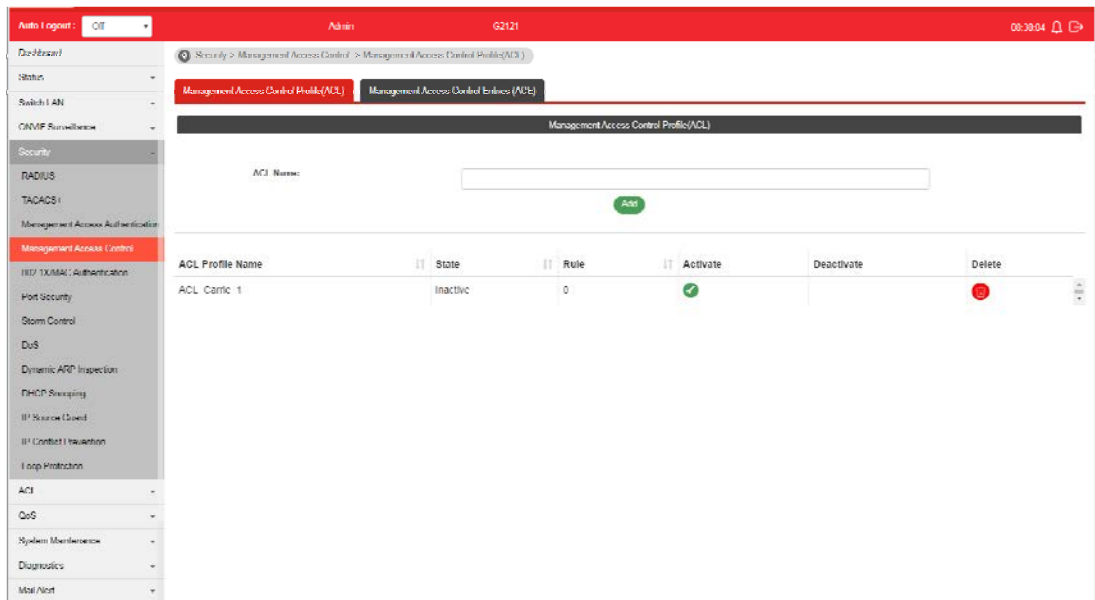 Auto Logout : Off Admin G2121 00:30:04
Dashboard
Status
Switch LAN
ONVIF Surveillance
Security
RADIUS
TACACS+
Management Access Authentication
Management Access Control
802.1X/MAC Authentication
Port Security
Storm Control
DoS
Dynamic ARP Inspection
DHCP Snooping
IP Source Guard
IP Conflict Prevention
Loop Protection
ACL
QoS
System Maintenance
Diagnostics
Mail Alert
Security > Management Access Control > Management Access Control Profile(ACL)
Management Access Control Profile(ACL) Management Access Control Entries (ACE)
Management Access Control Profile(ACL)
ACL Name:
Add
ACL Profile Name State Rule Activate Deactivate Delete
Inactive 0